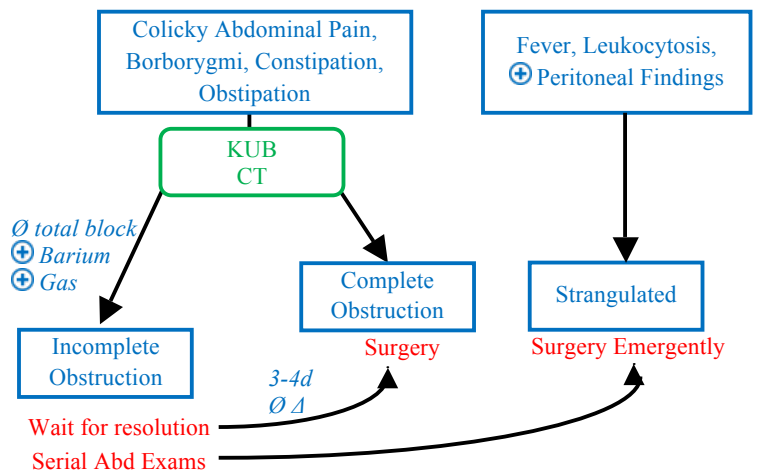 Colicky Abdominal Pain,
Borborygmi, Constipation,
Obstipation
Fever, Leukocytosis,
⊕ Peritoneal Findings
KUB
CT
Ø total block
⊕ Barium
⊕ Gas
Complete
Obstruction
Surgery
Strangulated
Surgery Emergently
Incomplete
Obstruction
3-4d
Ø Δ
Wait for resolution
Serial Abd Exams